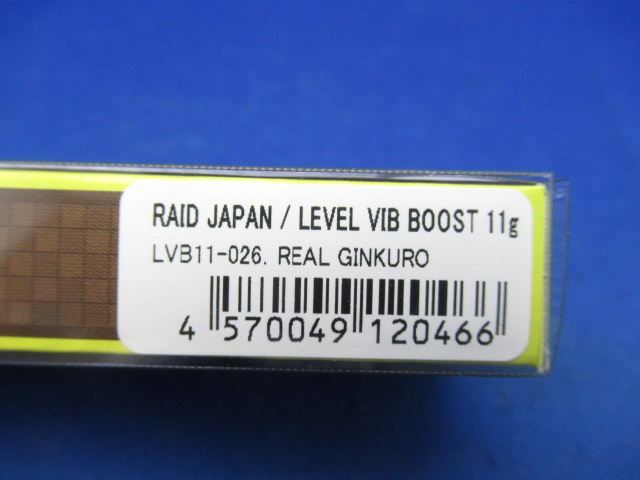 RAID JAPAN / LEVEL VIB BOOST 11g
LVB11-026. REAL GINKURO
4 570049 120466